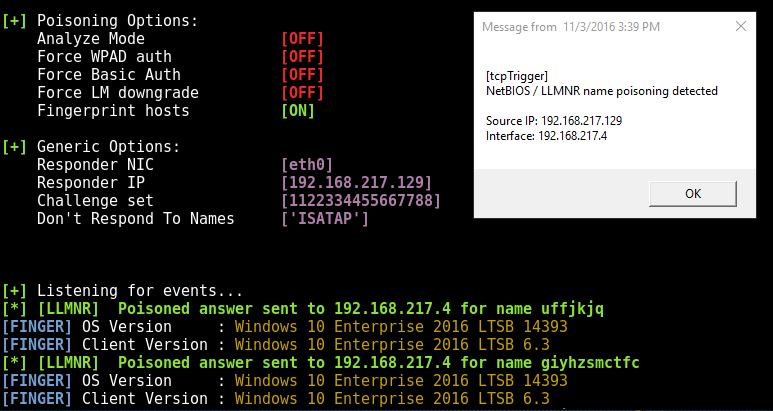 [+] Poisoning Options:
Analyze Mode [OFF]
Force WPAD auth [OFF]
Force Basic Auth [OFF]
Force LM downgrade [OFF]
Fingerprint hosts [ON]
[+] Generic Options:
Responder NIC [eth0]
Responder IP [192.168.217.129]
Challenge set [1122334455667788]
Don't Respond To Names ['ISATAP']
Message from 11/3/2016 3:39 PM
[tcpTrigger]
NetBIOS / LLMNR name poisoning detected
Source IP: 192.168.217.129
Interface: 192.168.217.4
OK
[+] Listening for events...
[*] [LLMNR] Poisoned answer sent to 192.168.217.4 for name uffjkjq
[FINGER] OS Version : Windows 10 Enterprise 2016 LTSB 14393
[FINGER] Client Version : Windows 10 Enterprise 2016 LTSB 6.3
[*] [LLMNR] Poisoned answer sent to 192.168.217.4 for name giyhzsmctfc
[FINGER] OS Version : Windows 10 Enterprise 2016 LTSB 14393
[FINGER] Client Version : Windows 10 Enterprise 2016 LTSB 6.3